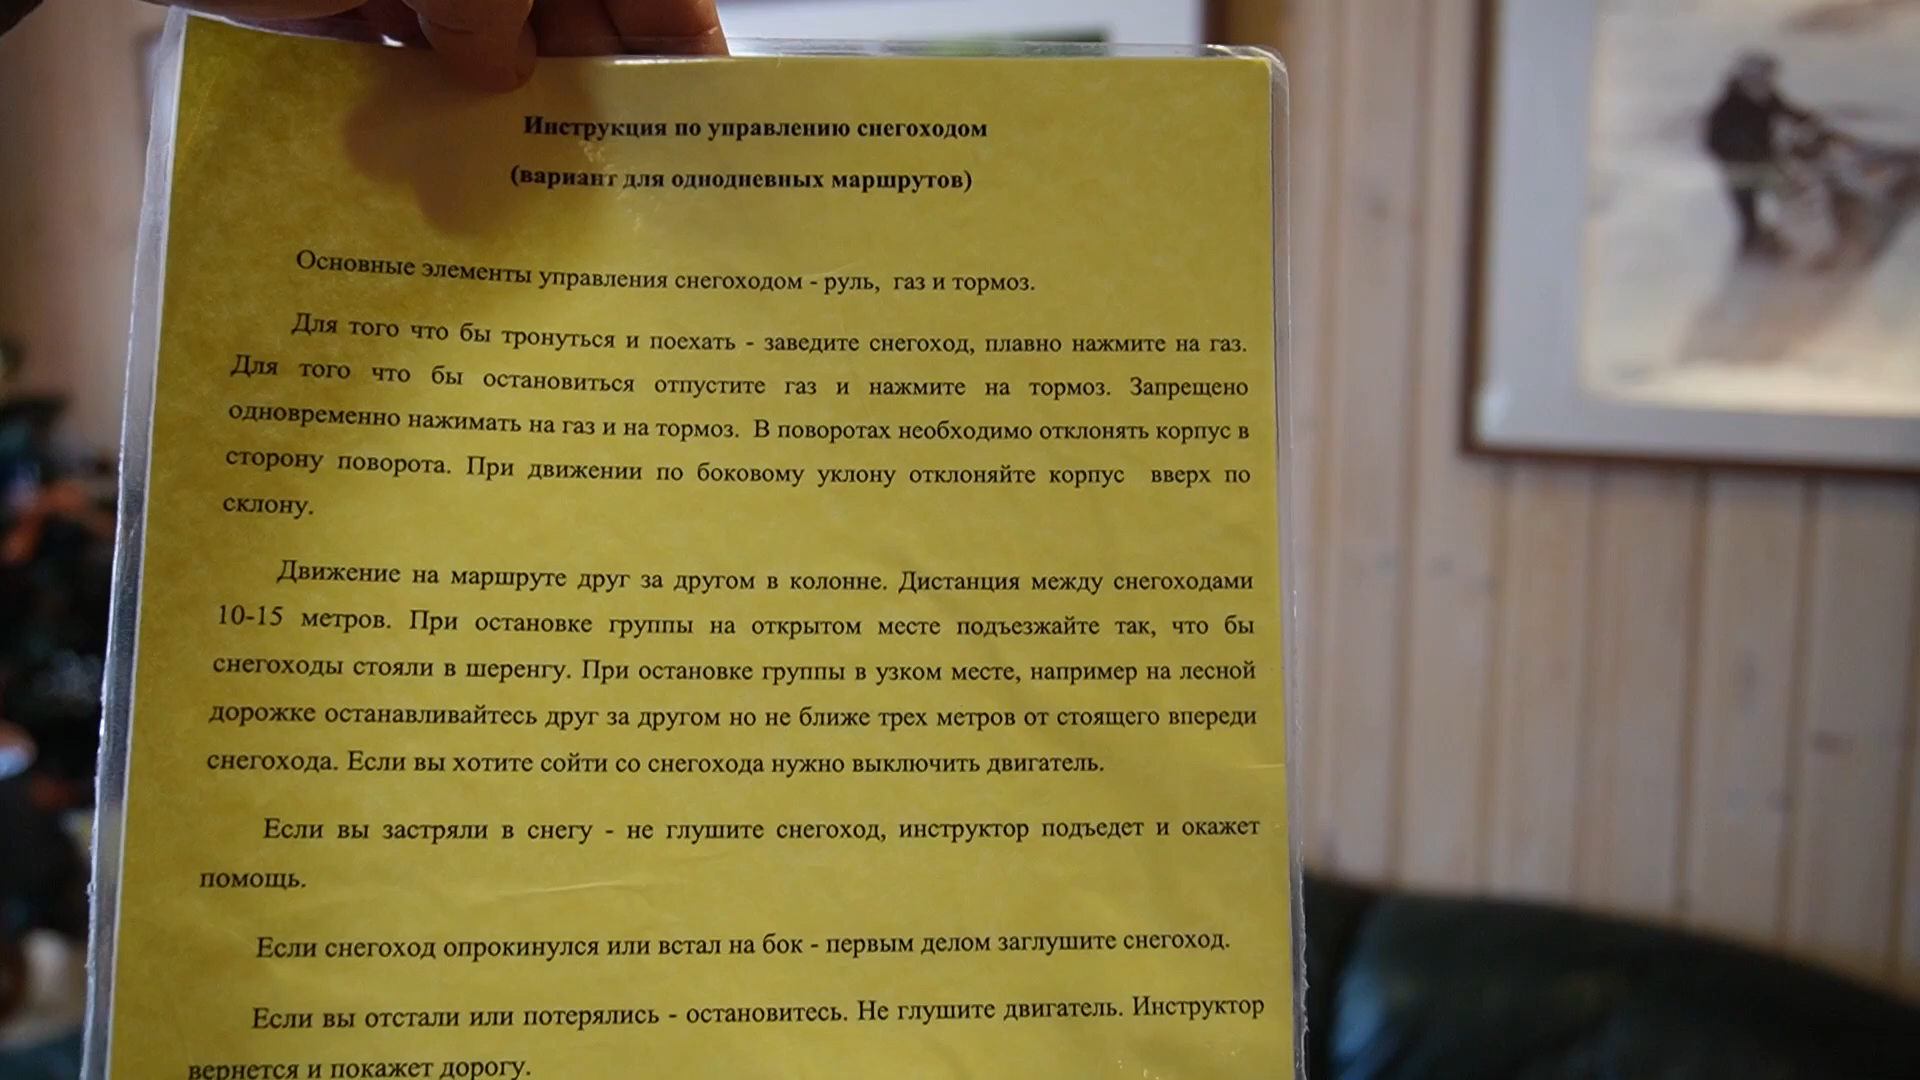 Инструкция по управлению снегоходом
(вариант для однодневных маршрутов)
Основные элементы управления снегоходом - руль, газ и тормоз.
Для того что бы тронуться и поехать - заведите снегоход, плавно нажмите на газ.
Для того что бы остановиться отпустите газ и нажмите на тормоз. Запрещено
одновременно нажимать на газ и на тормоз. В поворотах необходимо отклонять корпус в
сторону поворота. При движении по боковому уклону отклоняйте корпус вверх по
склону.
Движение на маршруте друг за другом в колонне. Дистанция между снегоходами
10-15 метров. При остановке группы на открытом месте подъезжайте так, что бы
снегоходы стояли в шеренгу. При остановке группы в узком месте, например на лесной
дорожке останавливайтесь друг за другом но не ближе трех метров от стоящего впереди
снегохода. Если вы хотите сойти со снегохода нужно выключить двигатель.
Если вы застряли в снегу - не глушите снегоход, инструктор подъедет и окажет
помощь.
Если снегоход опрокинулся или встал на бок - первым делом заглушите снегоход.
Если вы отстали или потерялись - остановитесь. Не глушите двигатель. Инструктор
вернется и покажет дорогу.